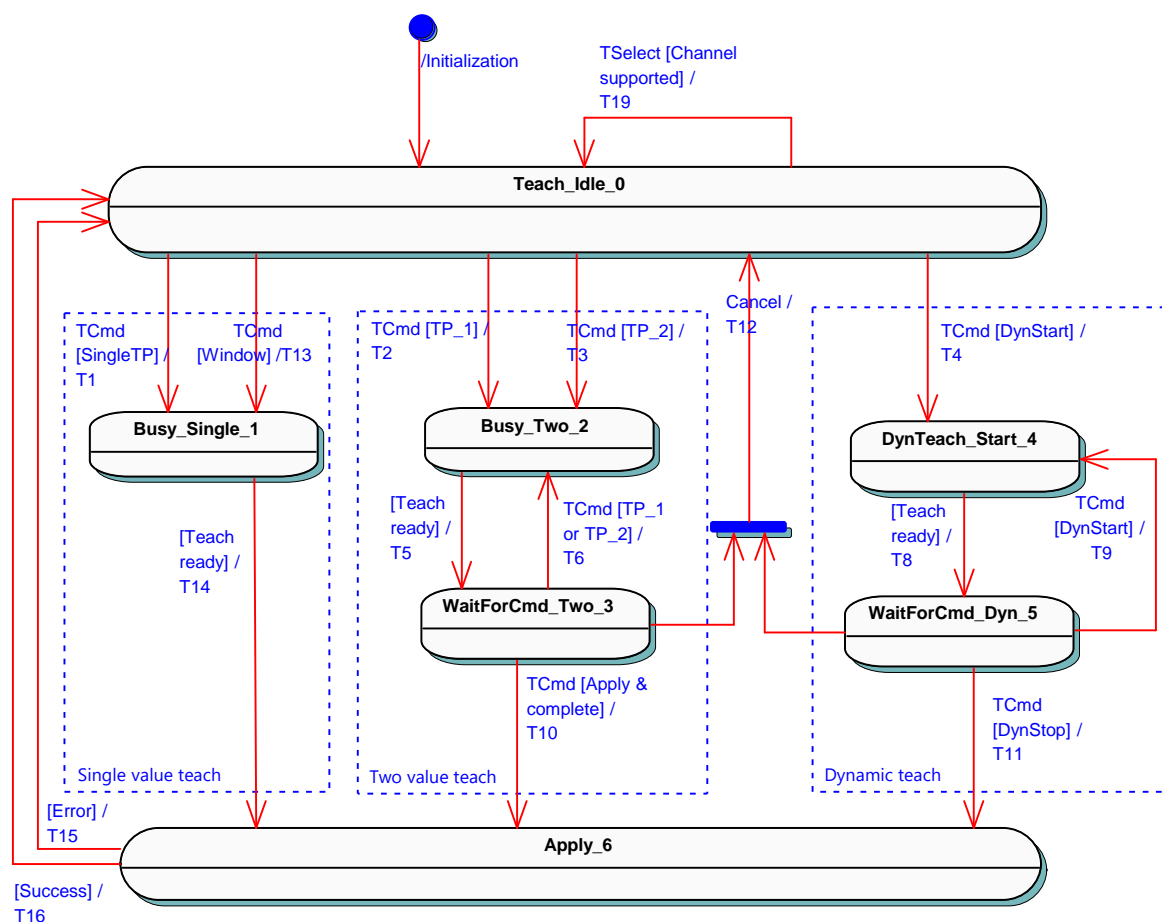 /Initialization
TSelect [Channel
supported] /
T19
Teach_Idle_0
TCmd
[SingleTP] /
T1
TCmd
[Window] /T13
TCmd [TP_1] /
T2
TCmd [TP_2] /
T3
Cancel /
T12
TCmd [DynStart] /
T4
Busy_Single_1
Busy_Two_2
DynTeach_Start_4
[Teach
ready] /
T14
[Teach
ready] /
T5
TCmd [TP_1
or TP_2] /
T6
[Teach
ready] /
T8
TCmd
[DynStart] /
T9
WaitForCmd_Two_3
WaitForCmd_Dyn_5
TCmd [Apply &
complete] /
T10
TCmd
[DynStop] /
T11
Single value teach
Two value teach
Dynamic teach
[Error] /
T15
Apply_6
[Success] /
T16